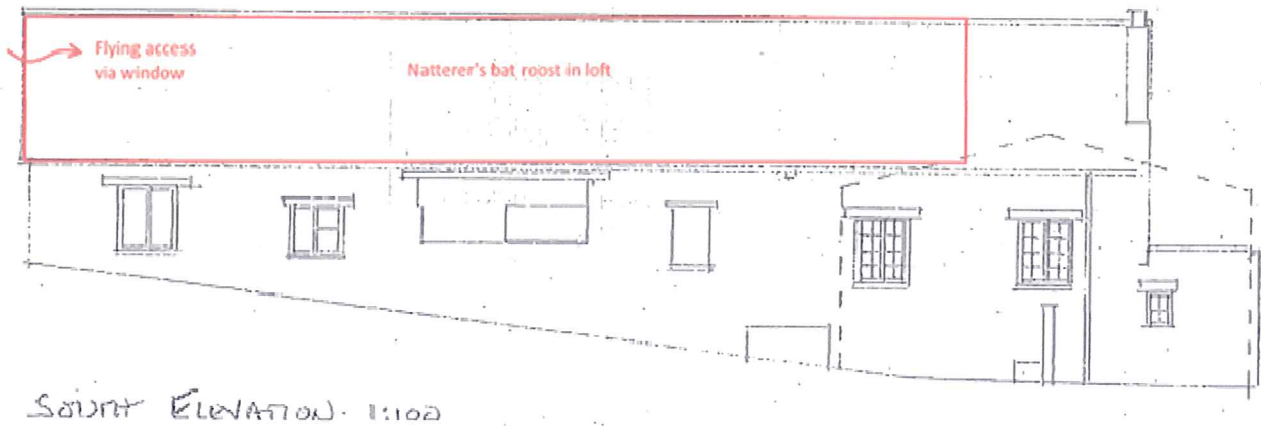 Flying access
via window
Natterer's bat roost in loft
SOUTH ELEVATION. 1:100